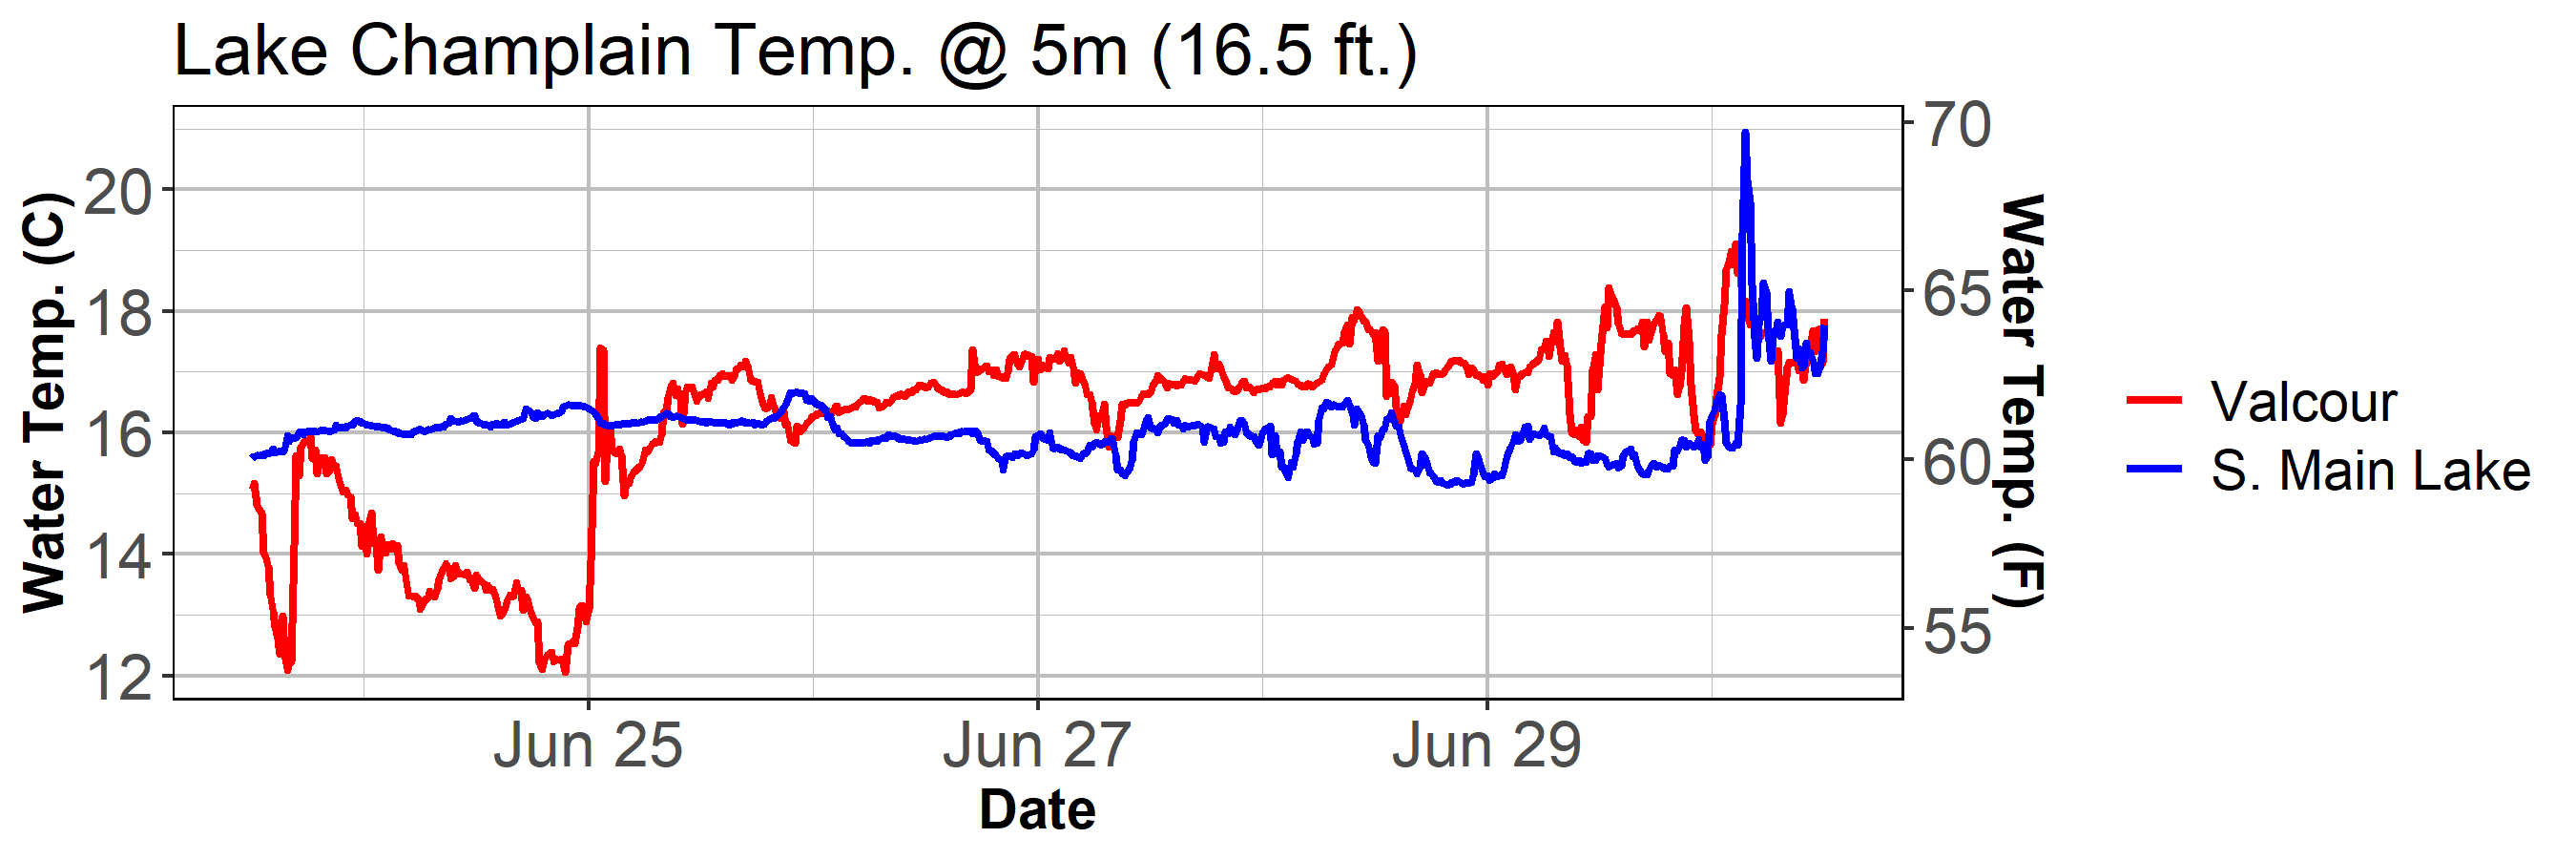 Lake Champlain Temp. @ 5m (16.5 ft.)
Water Temp. (C)
20
18
16
14
12
70
65
60
55
Water Temp. (F)
Jun 25
Jun 27
Jun 29
Date
Valcour
S. Main Lake